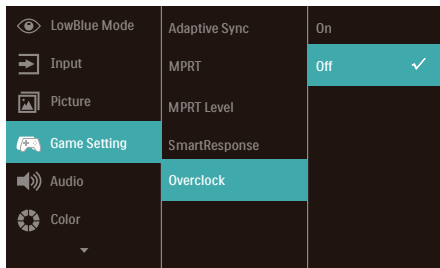 LowBlue Mode
Input
Picture
Game Setting
Audio
Color
Adaptive Sync
MPRT
MPRT Level
SmartResponse
Overclock
On
Off